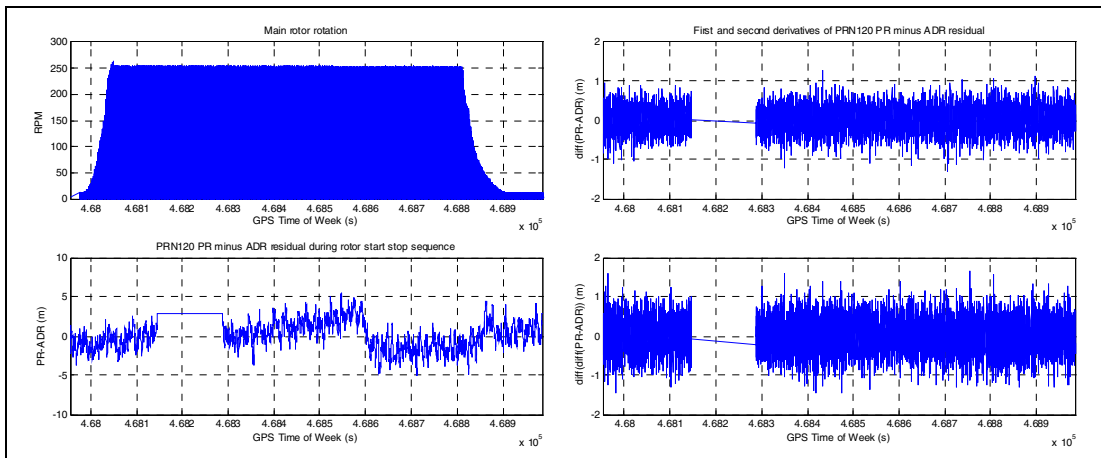 Main rotor rotation
300
250
200
150
100
50
0
RPM
4.68 4.681 4.682 4.683 4.684 4.685 4.686 4.687 4.688 4.689
GPS Time of Week (s)
x 10^5
First and second derivatives of PRN120 PR minus ADR residual
2
1
0
-1
-2
diff(PR-ADR) (m)
4.68 4.681 4.682 4.683 4.684 4.685 4.686 4.687 4.688 4.689
GPS Time of Week (s)
x 10^5
PRN120 PR minus ADR residual during rotor start stop sequence
10
5
0
-5
-10
PR-ADR (m)
4.68 4.681 4.682 4.683 4.684 4.685 4.686 4.687 4.688 4.689
GPS Time of Week (s)
x 10^5
2
1
0
-1
-2
diff(diff(PR-ADR)) (m)
4.68 4.681 4.682 4.683 4.684 4.685 4.686 4.687 4.688 4.689
GPS Time of Week (s)
x 10^5